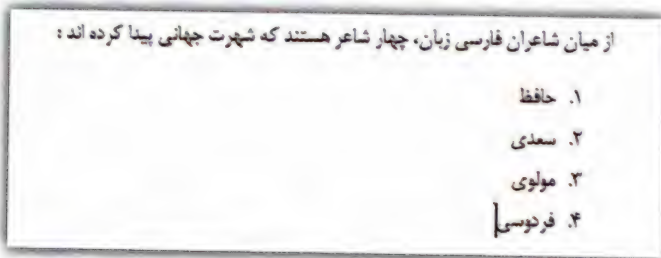 از میان شاعران فارسی زبان، چهار شاعر هستند که شهرت جهانی پیدا کرده اند :
۱. حافظ
۲. سعدی
۳. مولوی
۴. فردوسی